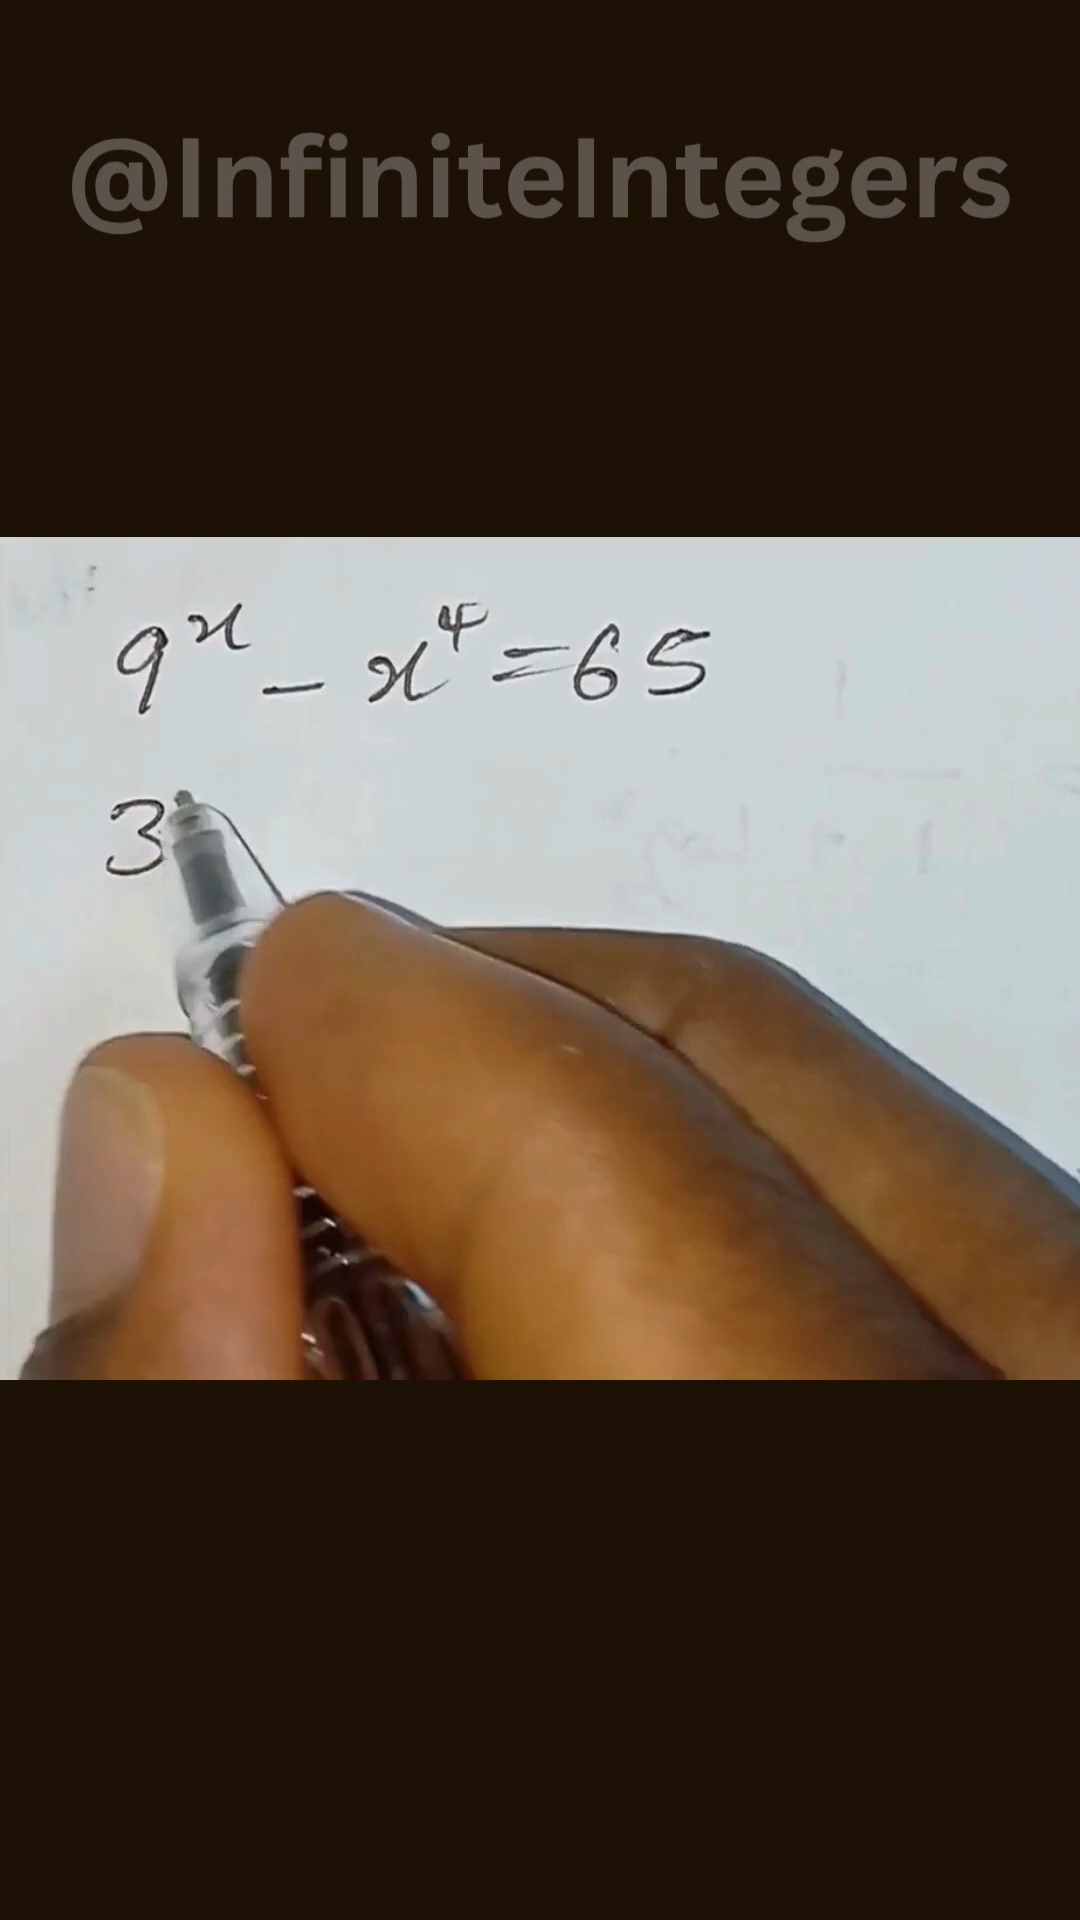 @InfiniteIntegers
9^x - x^4 = 65
3